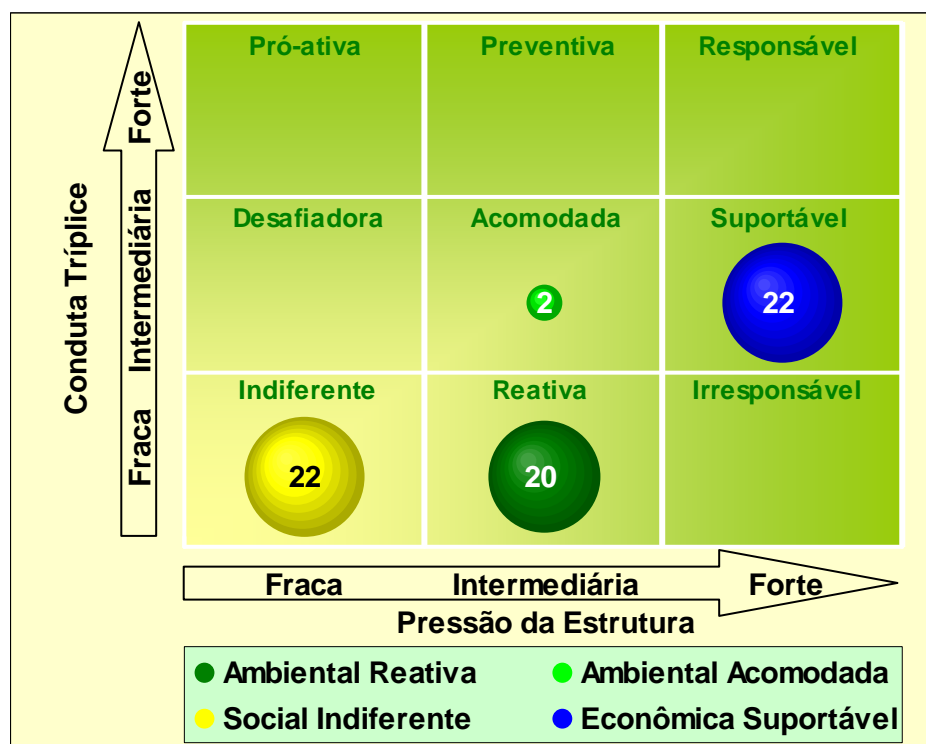 Pró-ativa Preventiva Responsável
Desafiadora Acomodada Suportável
2 22
Indiferente Reativa Irresponsável
22 20
Conduta Tríplice
Fraca Intermediária Forte
Fraca Intermediária Forte
Pressão da Estrutura
Ambiental Reativa Ambiental Acomodada
Social Indiferente Econômica Suportável